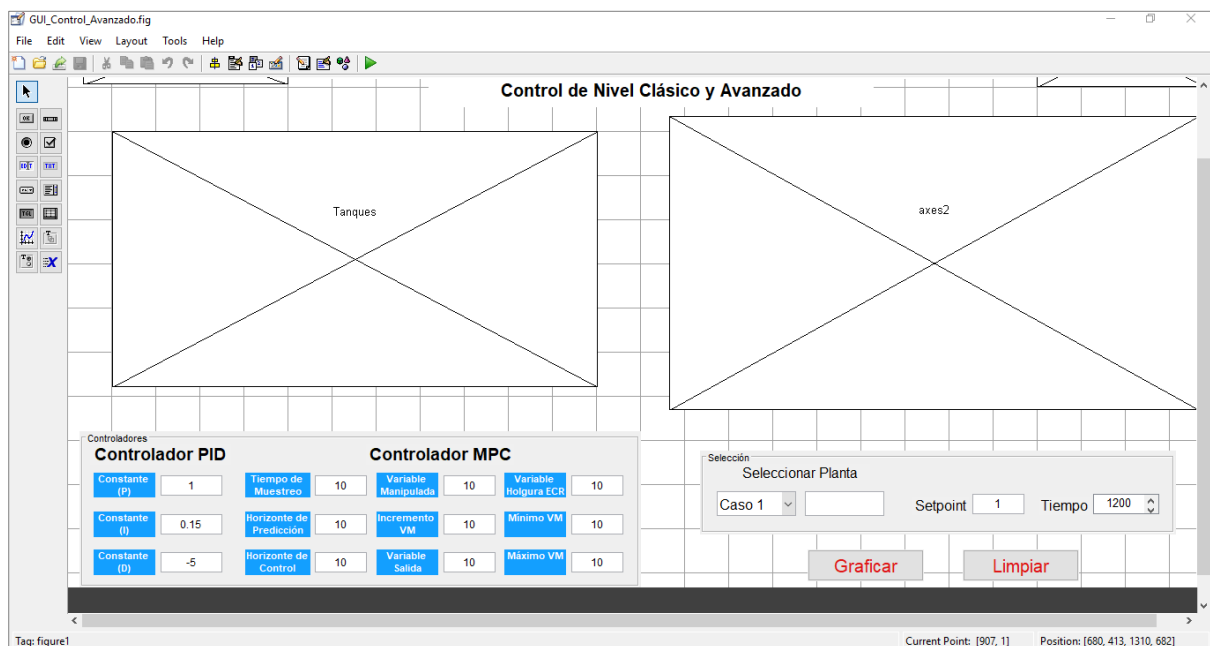 GUI_Control_Avanzado.fig
File Edit View Layout Tools Help
Control de Nivel Clásico y Avanzado
OK
EDIT TXT
TGL
Tanques
axes2
Controladores
Controlador PID
Controlador MPC
Constante
(P)
1
Tiempo de
Muestreo
10
Variable
Manipulada
10
Variable
Holgura ECR
10
Constante
(I)
0.15
Horizonte de
Predicción
10
Incremento
VM
10
Mínimo VM
10
Constante
(D)
-5
Horizonte de
Control
10
Variable
Salida
10
Máximo VM
10
Selección
Seleccionar Planta
Caso 1
Setpoint 1
Tiempo 1200
Graficar
Limpiar
Tag: figure1
Current Point: [907, 1]
Position: [680, 413, 1310, 682]